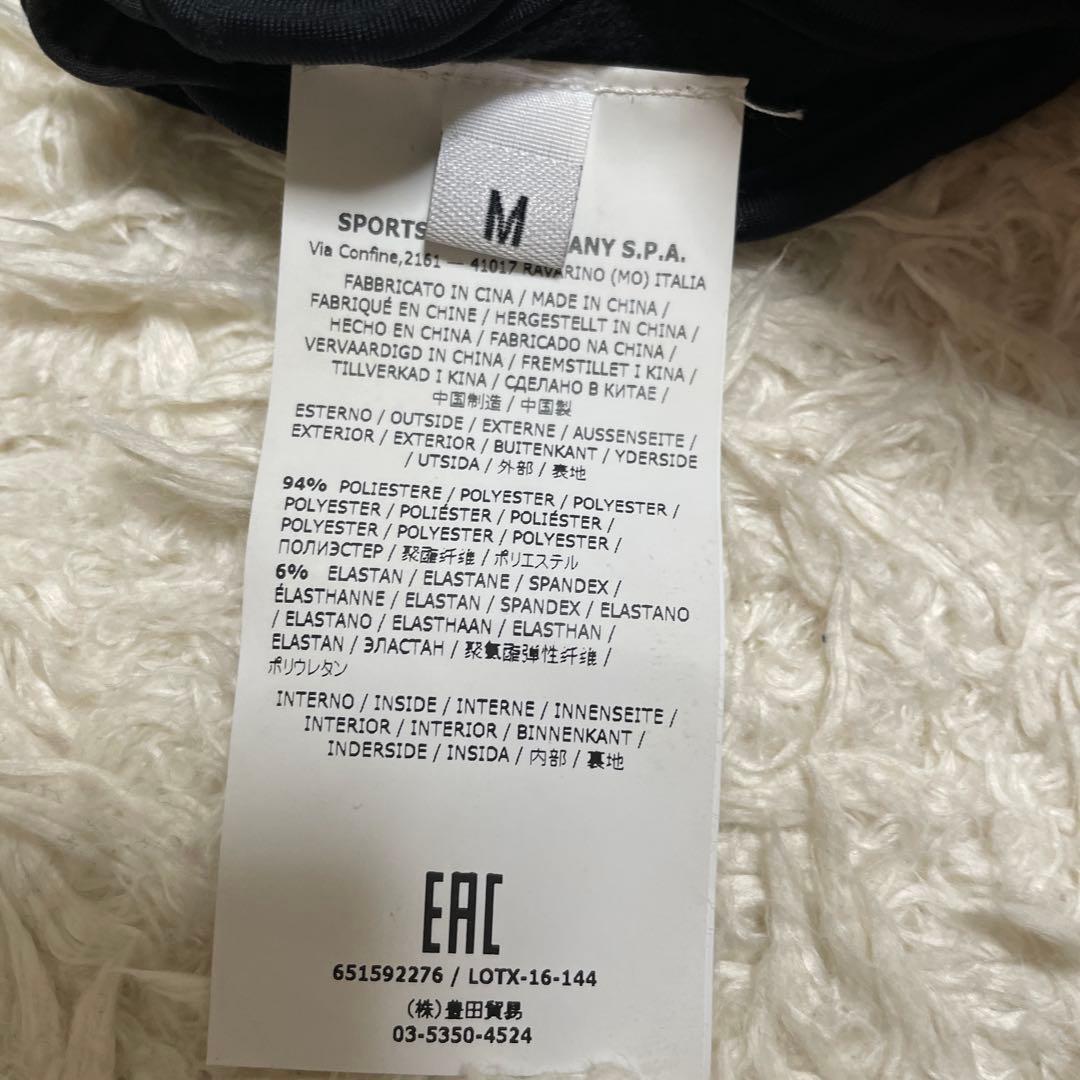 M
SPORTS ANY S.P.A.
Via Confine,2161 — 41017 RAVARINO (MO) ITALIA
FABBRICATO IN CINA / MADE IN CHINA /
FABRIQUÉ EN CHINE / HERGESTELLT IN CHINA /
HECHO EN CHINA / FABRICADO NA CHINA /
VERVAARDIGD IN CHINA / FREMSTILLET I KINA /
TILLVERKAD I KINA / СДЕЛАНО В КИТАЕ /
中国制造 / 中国製
ESTERNO / OUTSIDE / EXTERNE / AUSSENSEITE /
EXTERIOR / EXTERIOR / BUITENKANT / YDERSIDE
/ UTSIDA / 外部 / 表地
94% POLIESTERE / POLYESTER / POLYESTER /
POLYESTER / POLIÉSTER / POLIÉSTER /
POLYESTER / POLYESTER / POLYESTER /
ПОЛИЭСТЕР / 聚酯纤维 / ポリエステル
6% ELASTAN / ELASTANE / SPANDEX /
ÉLASTHANNE / ELASTAN / SPANDEX / ELASTANO
/ ELASTANO / ELASTHAAN / ELASTHAN /
ELASTAN / ЭЛАСТАН / 聚氨酯弹性纤维 /
ポリウレタン
INTERNO / INSIDE / INTERNE / INNENSEITE /
INTERIOR / INTERIOR / BINNENKANT /
INDERSIDE / INSIDA / 内部 / 裏地
EAC
651592276 / LOTX-16-144
(株)豊田貿易
03-5350-4524